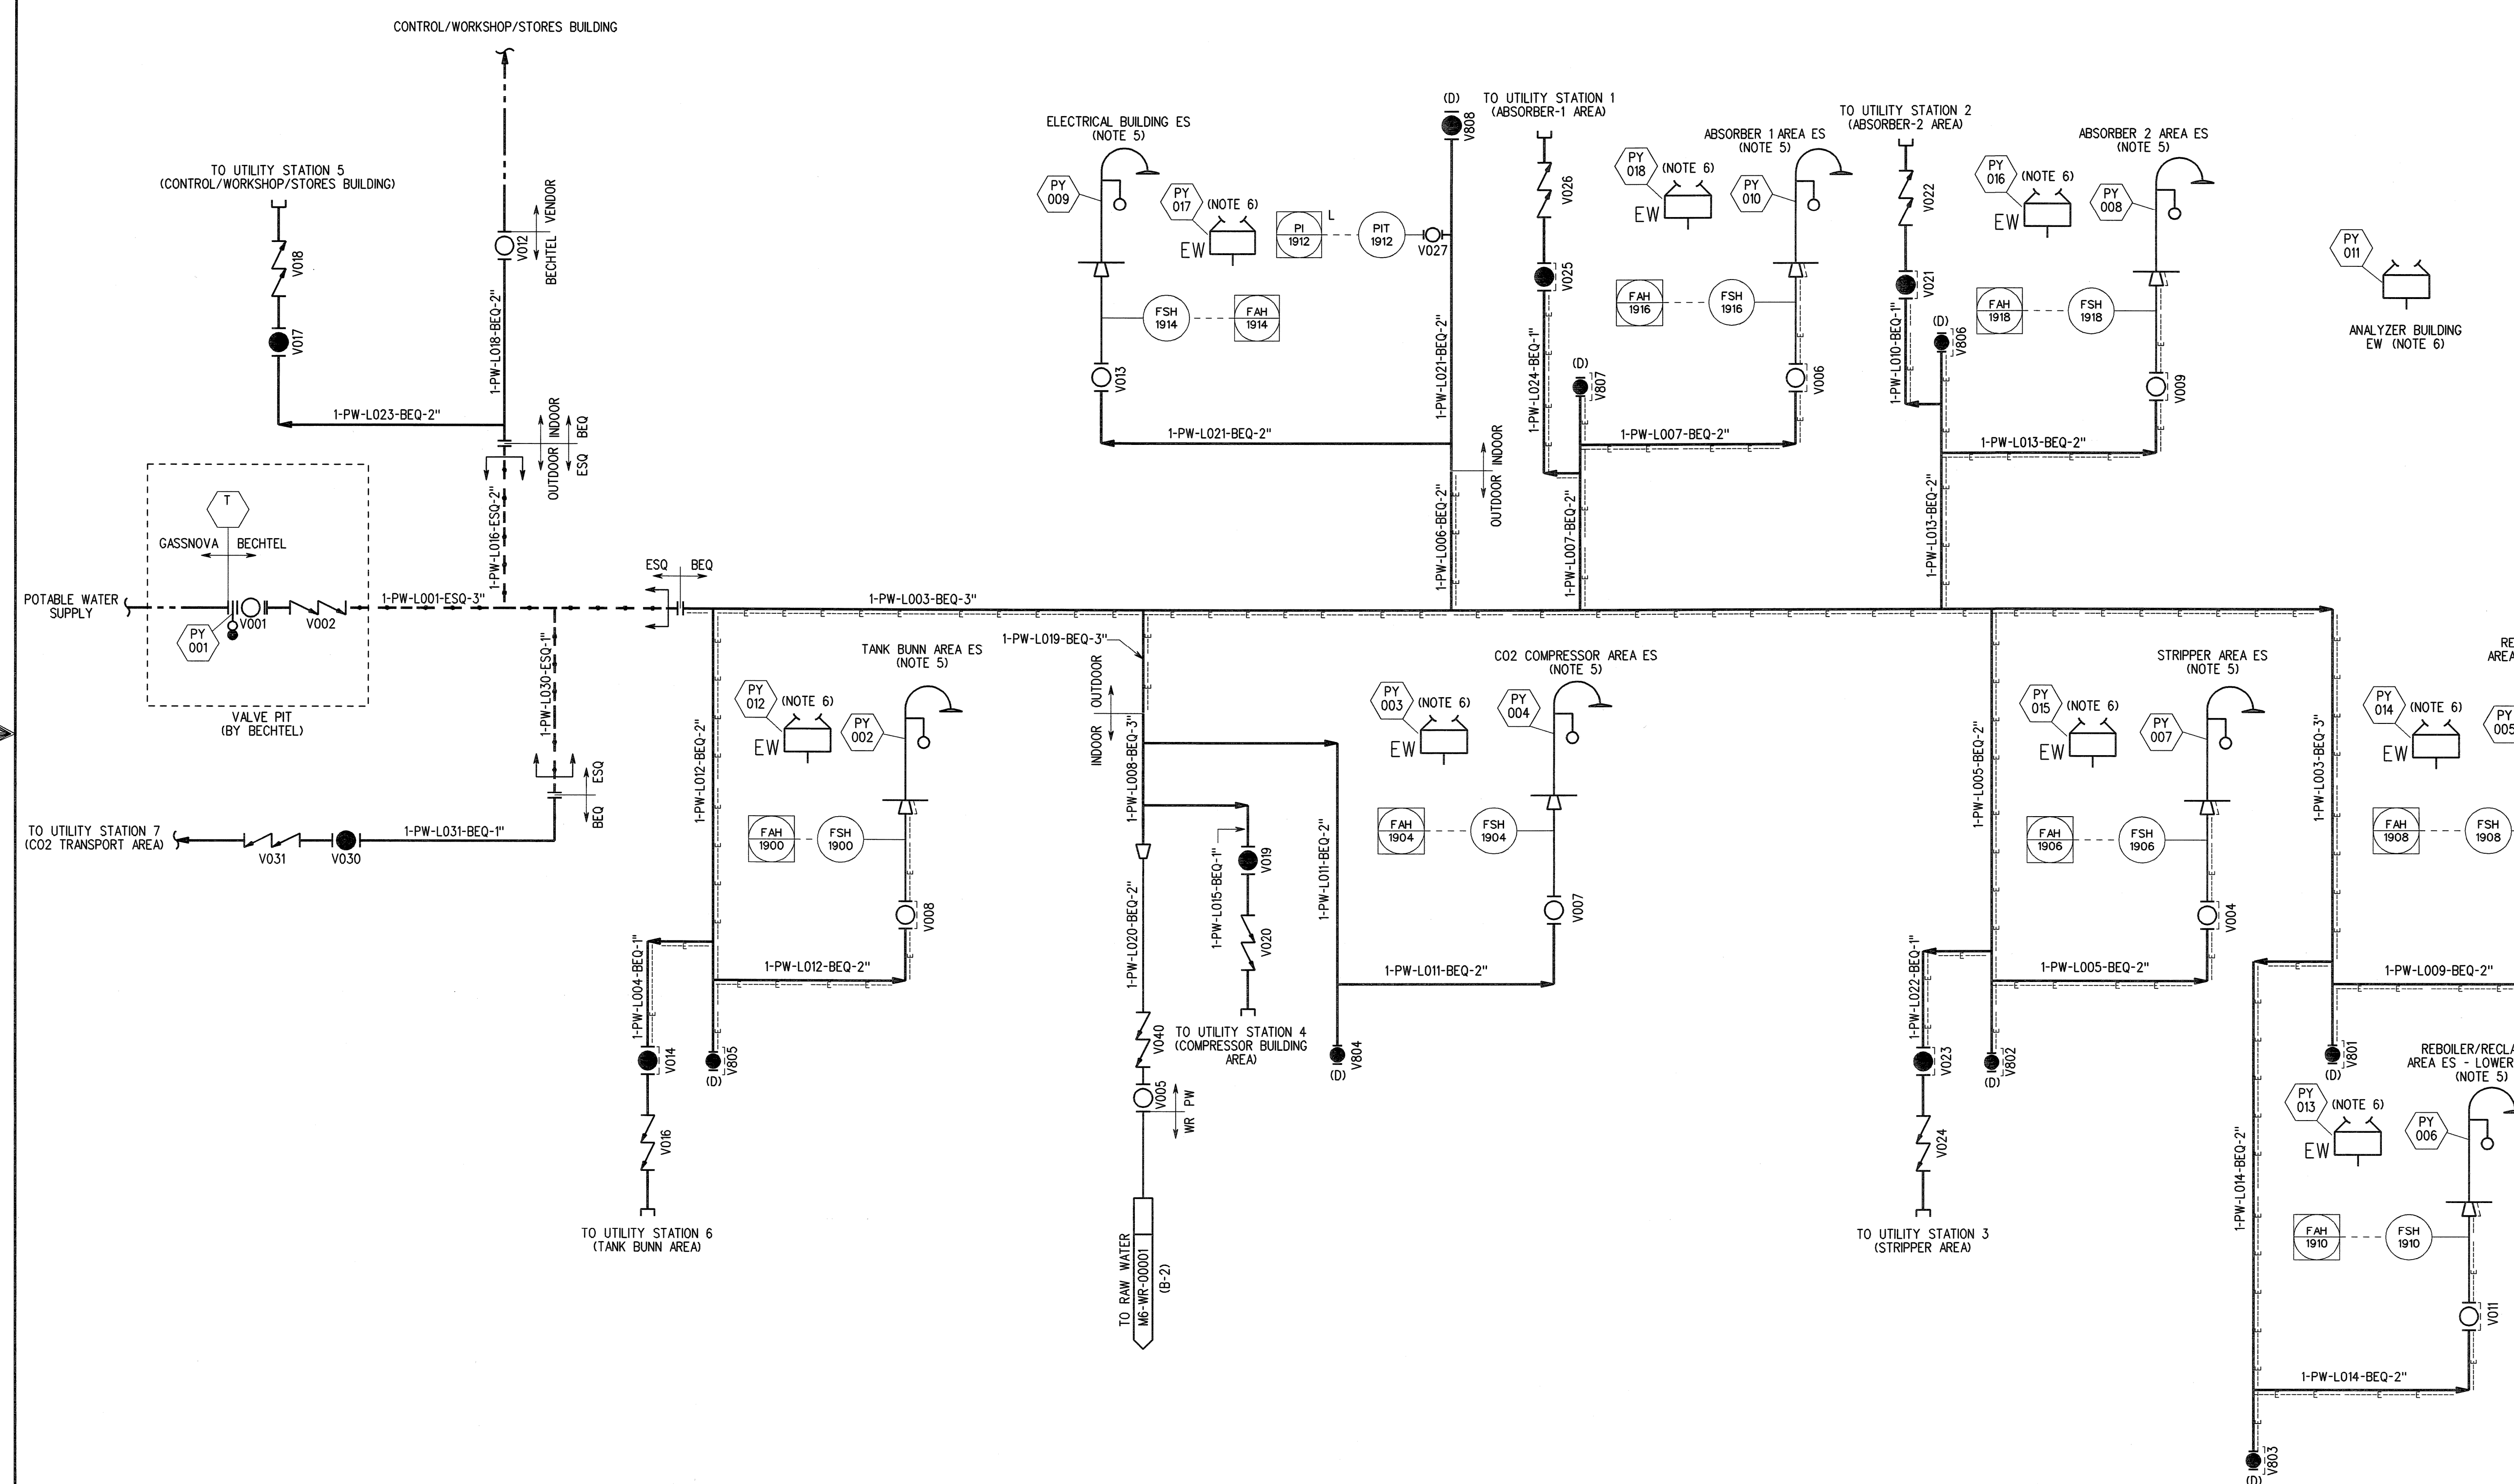 CONTROL/WORKSHOP/STORES BUILDING
TO UTILITY STATION 5
(CONTROL/WORKSHOP/STORES BUILDING)
V018
V017
V012
BECHTEL VENDOR
1-PW-L018-BEQ-2"
1-PW-L023-BEQ-2"
OUTDOOR INDOOR
ESQ BEQ
1-PW-L016-ESQ-2"
T
GASSNOVA BECHTEL
POTABLE WATER
SUPPLY
PY
001
V001
V002
1-PW-L001-ESQ-3"
VALVE PIT
(BY BECHTEL)
1-PW-L030-ESQ-1"
BEQ ESQ
TO UTILITY STATION 7
(CO2 TRANSPORT AREA)
V031
V030
1-PW-L031-BEQ-1"
ESQ BEQ
1-PW-L003-BEQ-3"
ELECTRICAL BUILDING ES
(NOTE 5)
PY
009
PY
017
(NOTE 6)
EW
FSH
1914
FAH
1914
V013
1-PW-L021-BEQ-2"
PI
1912
L
PIT
1912
V027
(D)
V808
1-PW-L021-BEQ-2"
OUTDOOR INDOOR
1-PW-L006-BEQ-2"
TO UTILITY STATION 1
(ABSORBER-1 AREA)
V026
V025
1-PW-L024-BEQ-1"
(D)
V807
1-PW-L007-BEQ-2"
1-PW-L007-BEQ-2"
ABSORBER 1 AREA ES
(NOTE 5)
PY
018
(NOTE 6)
EW
PY
010
FAH
1916
FSH
1916
V006
TO UTILITY STATION 2
(ABSORBER-2 AREA)
V022
V021
1-PW-L010-BEQ-1"
(D)
V806
1-PW-L013-BEQ-2"
1-PW-L013-BEQ-2"
ABSORBER 2 AREA ES
(NOTE 5)
PY
016
(NOTE 6)
EW
PY
008
FAH
1918
FSH
1918
V009
PY
011
ANALYZER BUILDING
EW (NOTE 6)
TANK BUNN AREA ES
(NOTE 5)
PY
012
(NOTE 6)
EW
PY
002
FAH
1900
FSH
1900
V008
1-PW-L012-BEQ-2"
1-PW-L012-BEQ-2"
1-PW-L004-BEQ-1"
V014
V805
(D)
V016
TO UTILITY STATION 6
(TANK BUNN AREA)
1-PW-L019-BEQ-3"
INDOOR OUTDOOR
1-PW-L008-BEQ-3"
1-PW-L020-BEQ-2"
1-PW-L015-BEQ-1"
V019
V020
TO UTILITY STATION 4
(COMPRESSOR BUILDING
AREA)
V040
V005
WR PW
TO RAW WATER
M6-WR-00001
(B-2)
1-PW-L011-BEQ-2"
1-PW-L011-BEQ-2"
V804
(D)
CO2 COMPRESSOR AREA ES
(NOTE 5)
PY
003
(NOTE 6)
EW
PY
004
FAH
1904
FSH
1904
V007
STRIPPER AREA ES
(NOTE 5)
PY
015
(NOTE 6)
EW
PY
007
FAH
1906
FSH
1906
V004
1-PW-L005-BEQ-2"
1-PW-L005-BEQ-2"
1-PW-L022-BEQ-1"
V023
V802
(D)
V024
TO UTILITY STATION 3
(STRIPPER AREA)
1-PW-L003-BEQ-3"
RE
AREA
PY
014
(NOTE 6)
EW
PY
005
FAH
1908
FSH
1908
1-PW-L009-BEQ-2"
V801
(D)
REBOILER/RECLA
AREA ES - LOWER
(NOTE 5)
PY
013
(NOTE 6)
EW
PY
006
FAH
1910
FSH
1910
V011
1-PW-L014-BEQ-2"
1-PW-L014-BEQ-2"
V803
(D)